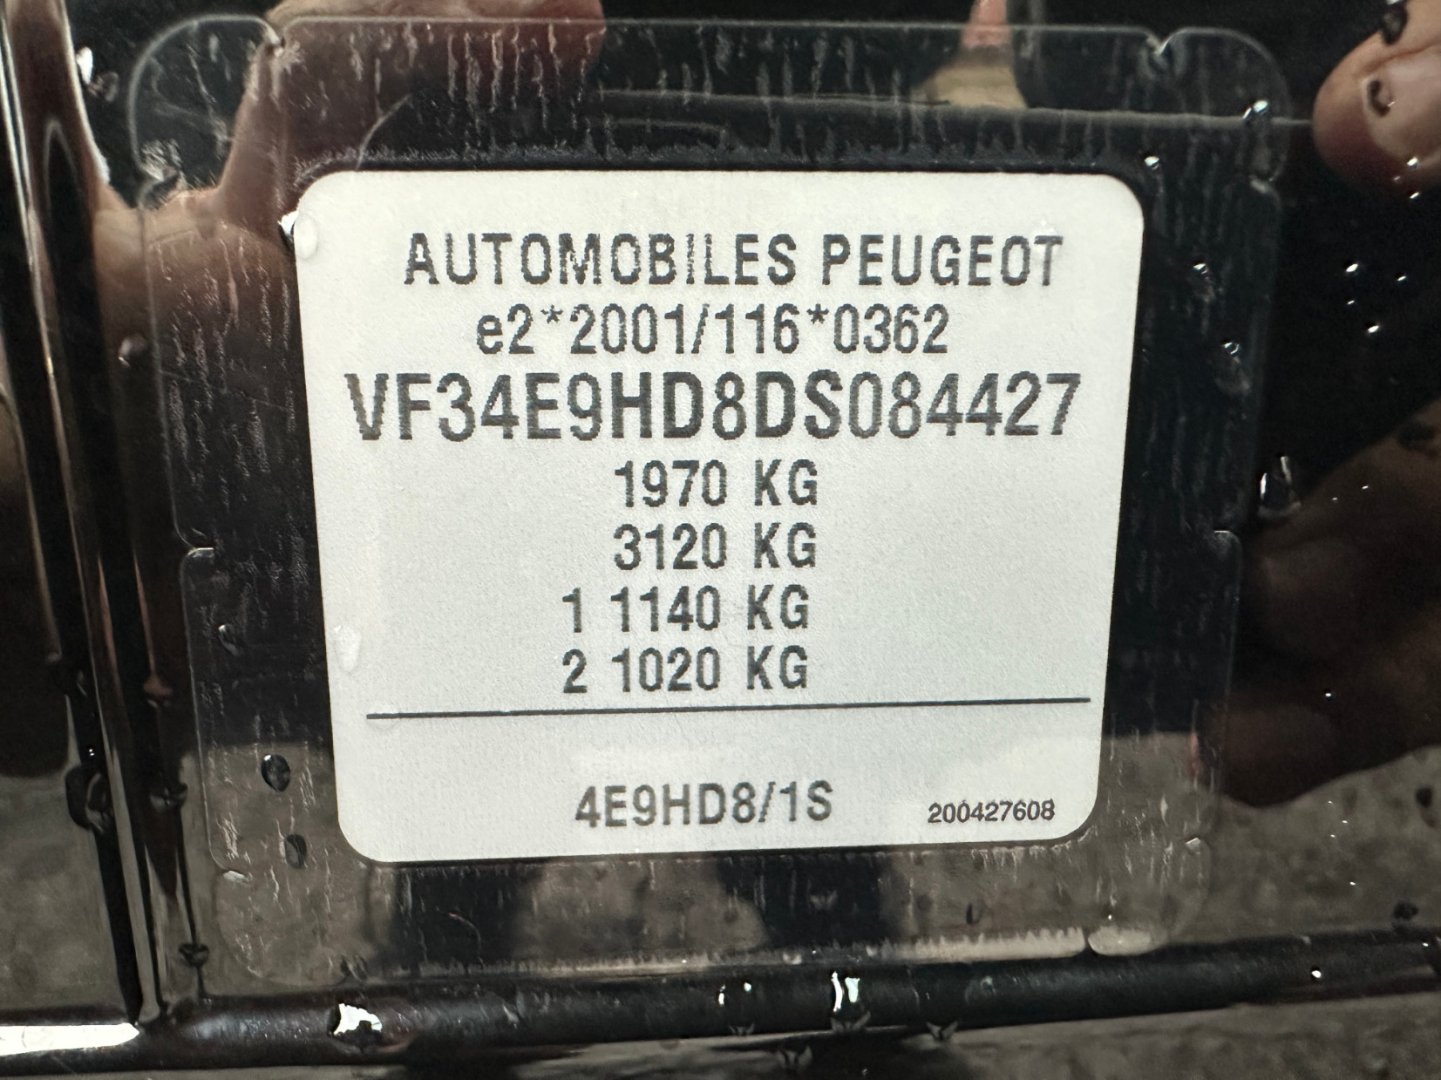 AUTOMOBILES PEUGEOT
e2*2001/116*0362
VF34E9HD8DS084427
1970 KG
3120 KG
1 1140 KG
2 1020 KG
4E9HD8/1S
200427608